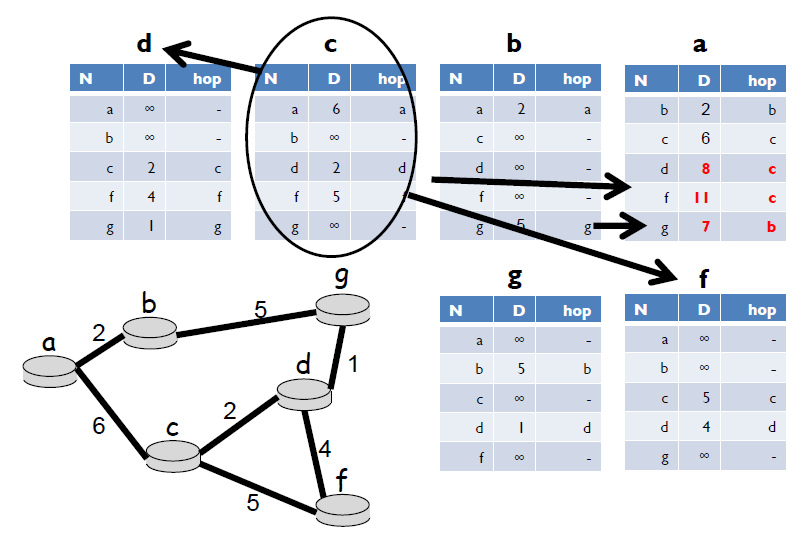 d
N D hop
a ∞ -
b ∞ -
c 2 c
f 4 f
g 1 g
c
N D hop
a 6 a
b ∞ -
d 2 d
f 5 f
g ∞ -
b
N D hop
a 2 a
c ∞ -
d ∞ -
f ∞ -
g 5 g
a
N D hop
b 2 b
c 6 c
d 8 c
f 11 c
g 7 b
g
N D hop
a ∞ -
b 5 b
c ∞ -
d 1 d
f ∞ -
f
N D hop
a ∞ -
b ∞ -
c 5 c
d 4 d
g ∞ -
g
b
5
2
a
d
1
2
6
c
4
f
5